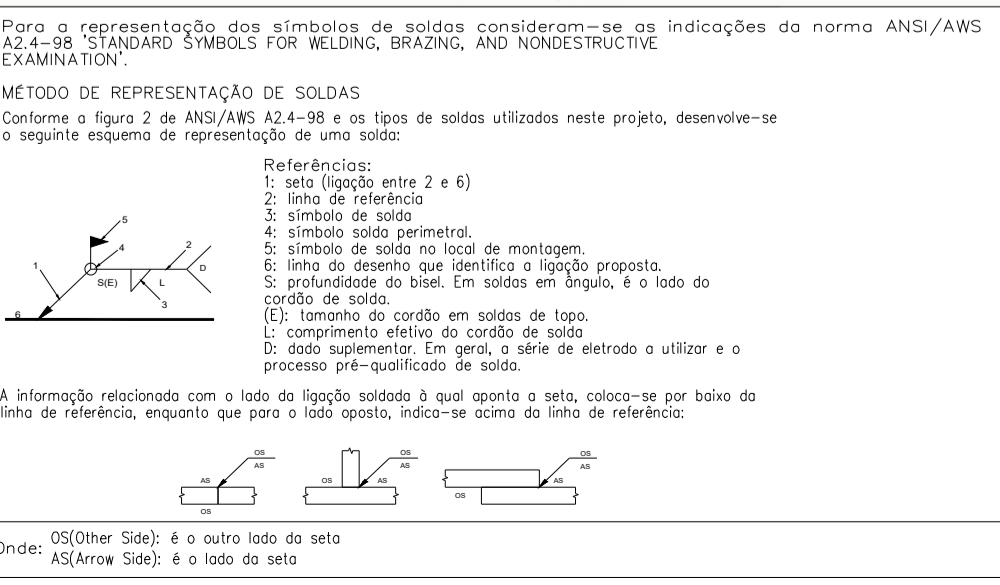 Para a representação dos símbolos de soldas consideram-se as indicações da norma ANSI/AWS
A2.4-98 'STANDARD SYMBOLS FOR WELDING, BRAZING, AND NONDESTRUCTIVE
EXAMINATION'.
MÉTODO DE REPRESENTAÇÃO DE SOLDAS
Conforme a figura 2 de ANSI/AWS A2.4-98 e os tipos de soldas utilizados neste projeto, desenvolve-se
o seguinte esquema de representação de uma solda:
Referências:
1: seta (ligação entre 2 e 6)
2: linha de referência
3: símbolo de solda
4: símbolo solda perimetral.
5: símbolo de solda no local de montagem.
6: linha do desenho que identifica a ligação proposta.
S: profundidade do bisel. Em soldas em ângulo, é o lado do
cordão de solda.
(E): tamanho do cordão em soldas de topo.
L: comprimento efetivo do cordão de solda
D: dado suplementar. Em geral, a série de eletrodo a utilizar e o
processo pré-qualificado de solda.
5
4
2
1
D
S(E)
L
3
6
A informação relacionada com o lado da ligação soldada à qual aponta a seta, coloca-se por baixo da
linha de referência, enquanto que para o lado oposto, indica-se acima da linha de referência:
OS
AS
AS
OS
OS
AS
OS
AS
OS
AS
AS
OS
Onde:
OS(Other Side): é o outro lado da seta
AS(Arrow Side): é o lado da seta